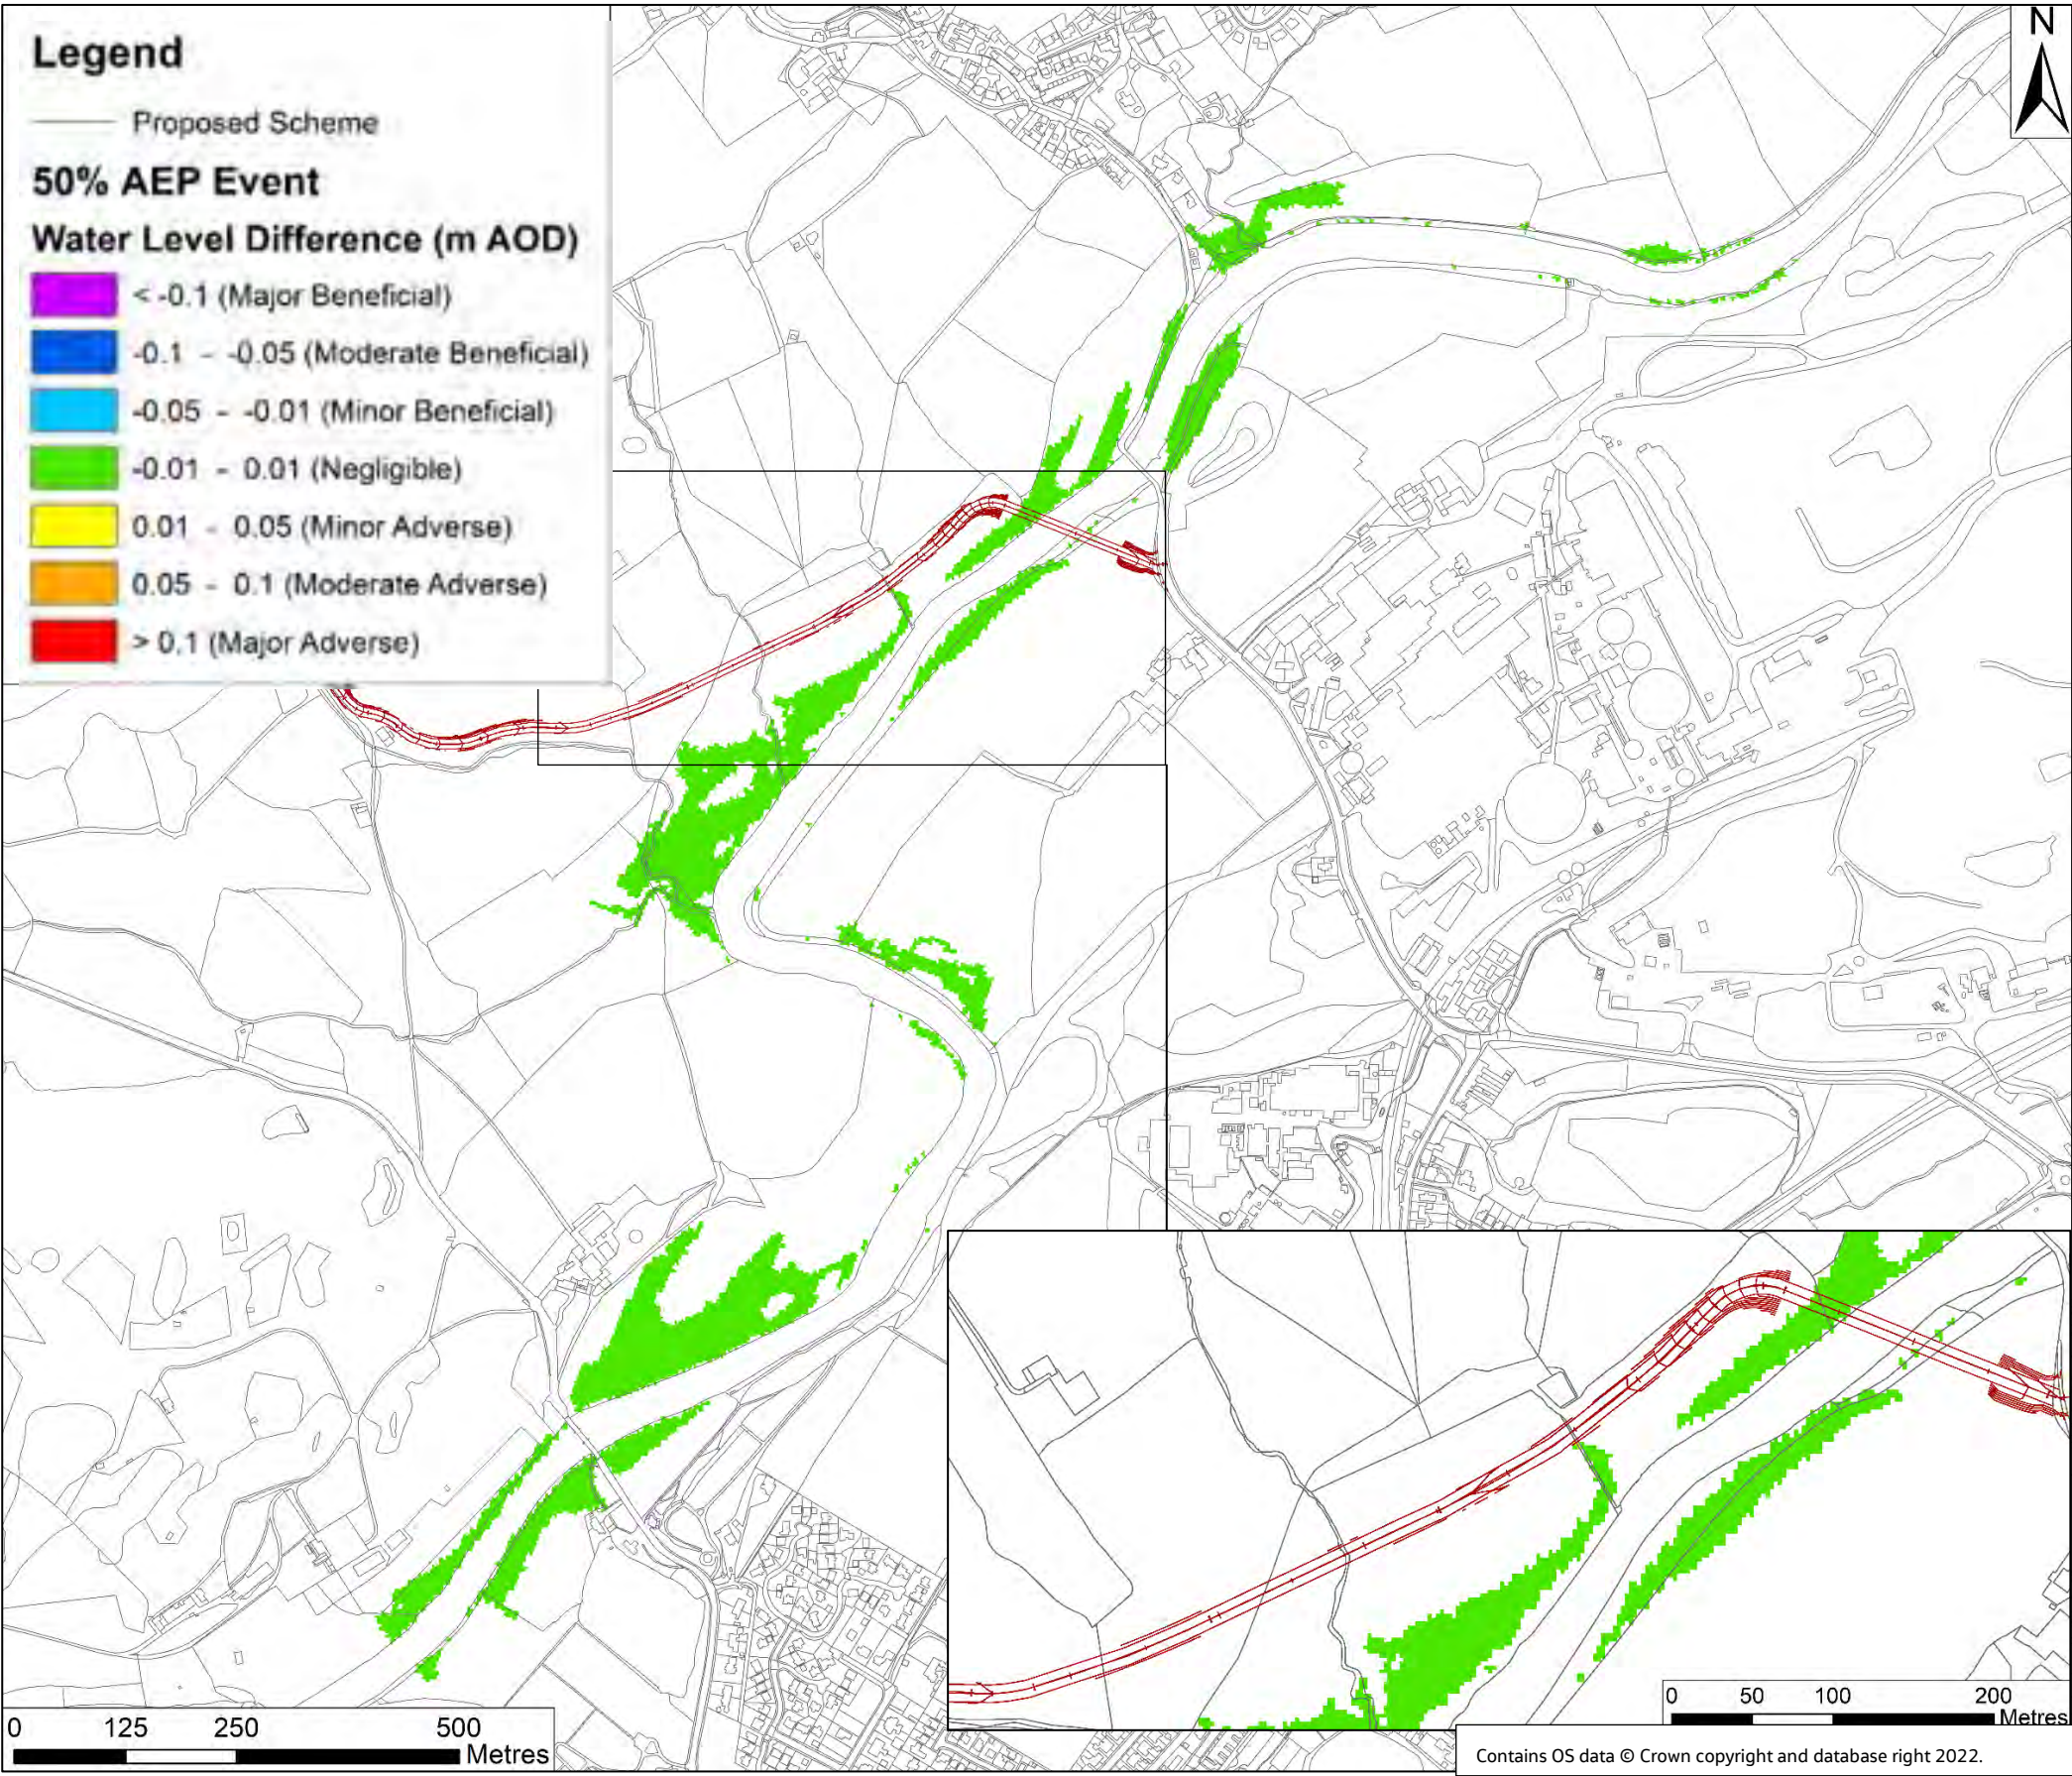 Legend
Proposed Scheme
50% AEP Event
Water Level Difference (m AOD)
< -0.1 (Major Beneficial)
-0.1 - -0.05 (Moderate Beneficial)
-0.05 - -0.01 (Minor Beneficial)
-0.01 - 0.01 (Negligible)
0.01 - 0.05 (Minor Adverse)
0.05 - 0.1 (Moderate Adverse)
> 0.1 (Major Adverse)
N
0 50 100 200
Metres
0 125 250 500
Metres
Contains OS data © Crown copyright and database right 2022.